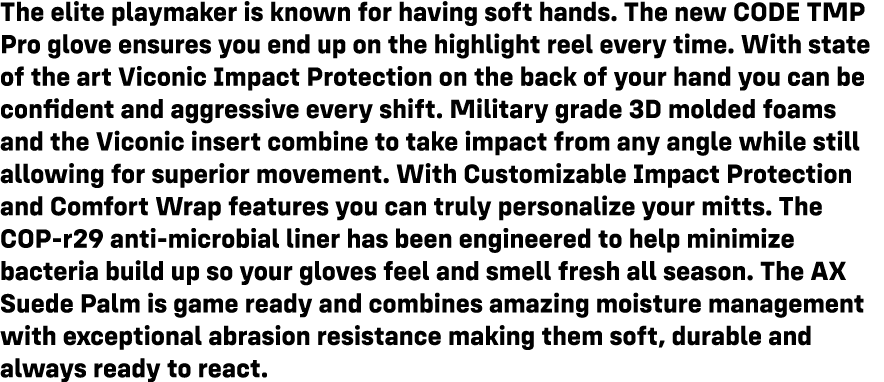 The elite playmaker is known for having soft hands. The new CODE TMP
Pro glove ensures you end up on the highlight reel every time. With state
of the art Viconic Impact Protection on the back of your hand you can be
confident and aggressive every shift. Military grade 3D molded foams
and the Viconic insert combine to take impact from any angle while still
allowing for superior movement. With Customizable Impact Protection
and Comfort Wrap features you can truly personalize your mitts. The
COP-r29 anti-microbial liner has been engineered to help minimize
bacteria build up so your gloves feel and smell fresh all season. The AX
Suede Palm is game ready and combines amazing moisture management
with exceptional abrasion resistance making them soft, durable and
always ready to react.